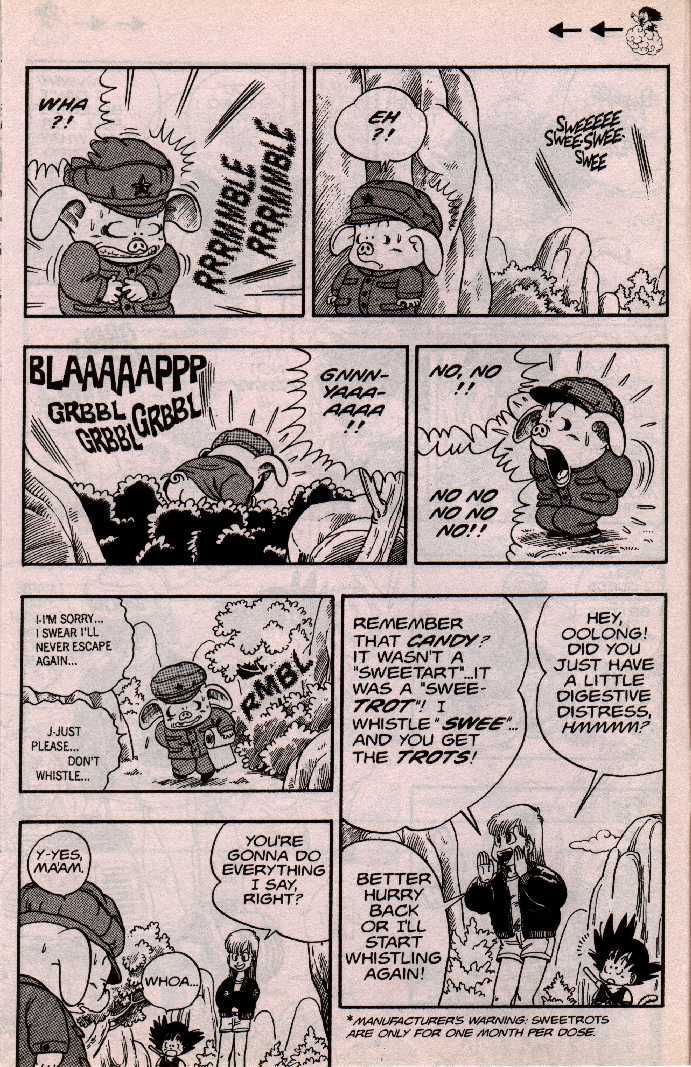 EH
?!
SWEEEEE
SWEE-SWEE-
SWEE
WHA
?!
RRRMMBLE
RRRMMMBLE
NO, NO
!!
NO NO
NO NO
NO!!
GNNN-
YAAA-
AAAA
!!
BLAAAAAPPP
GRBBL
GRBBL
GRBBL
HEY,
OOLONG!
DID YOU
JUST HAVE
A LITTLE
DIGESTIVE
DISTRESS,
HMMMM?
REMEMBER
THAT CANDY?
IT WASN'T A
"SWEETART"...IT
WAS A "SWEE-
TROT"! I
WHISTLE "SWEE"...
AND YOU GET
THE TROTS!
BETTER
HURRY
BACK
OR I'LL
START
WHISTLING
AGAIN!
*MANUFACTURER'S WARNING: SWEETROTS
ARE ONLY FOR ONE MONTH PER DOSE.
RMBL
I-I'M SORRY...
I SWEAR I'LL
NEVER ESCAPE
AGAIN...
J-JUST
PLEASE...
DON'T
WHISTLE...
YOU'RE
GONNA DO
EVERYTHING
I SAY,
RIGHT?
Y-YES,
MA'AM.
WHOA...